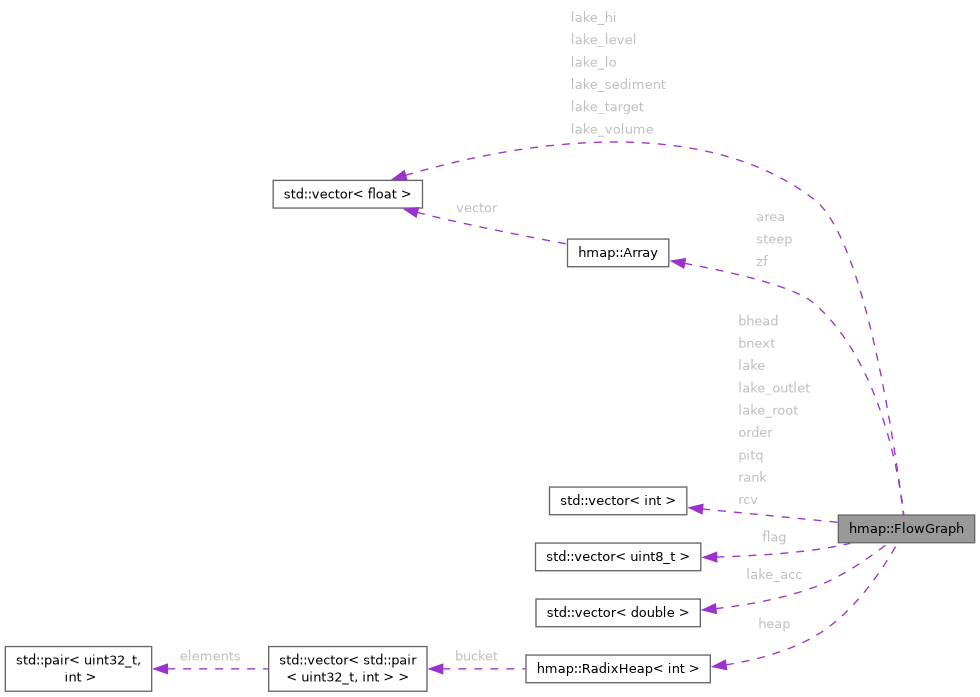 lake_hi
lake_level
lake_lo
lake_sediment
lake_target
lake_volume
std::vector< float >
vector
area
steep
zf
hmap::Array
bhead
bnext
lake
lake_outlet
lake_root
order
pitq
rank
rcv
std::vector< int >
hmap::FlowGraph
flag
std::vector< uint8_t >
lake_acc
std::vector< double >
heap
std::pair< uint32_t,
int >
elements
std::vector< std::pair
< uint32_t, int > >
bucket
hmap::RadixHeap< int >